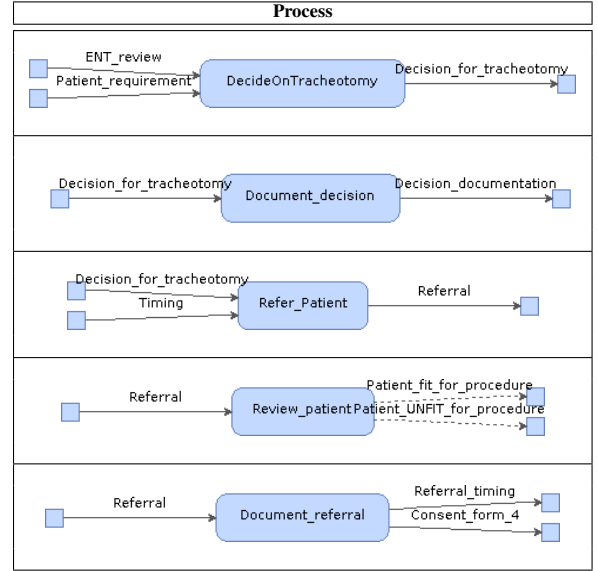 Process
ENT_review
Patient_requirement
DecideOnTracheotomy
Decision_for_tracheotomy
Decision_for_tracheotomy
Document_decision
Decision_documentation
Decision_for_tracheotomy
Timing
Refer_Patient
Referral
Referral
Review_patient
Patient_fit_for_procedure
Patient_UNFIT_for_procedure
Referral
Document_referral
Referral_timing
Consent_form_4